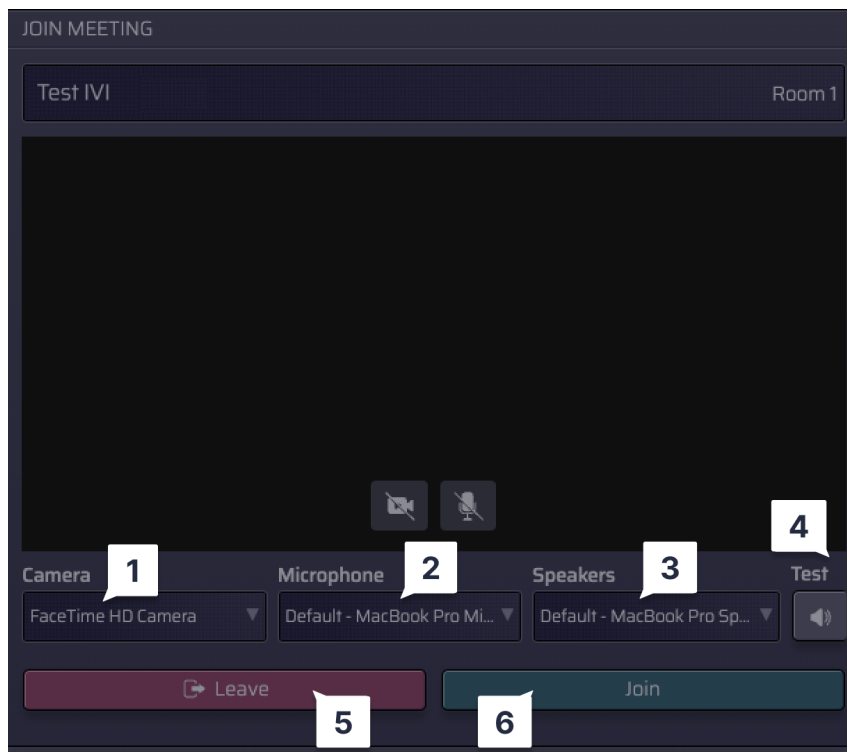 JOIN MEETING
Test IVI Room 1
4
Camera 1 Microphone 2 Speakers 3 Test
FaceTime HD Camera Default - MacBook Pro Mi... Default - MacBook Pro Sp...
Leave Join
5 6